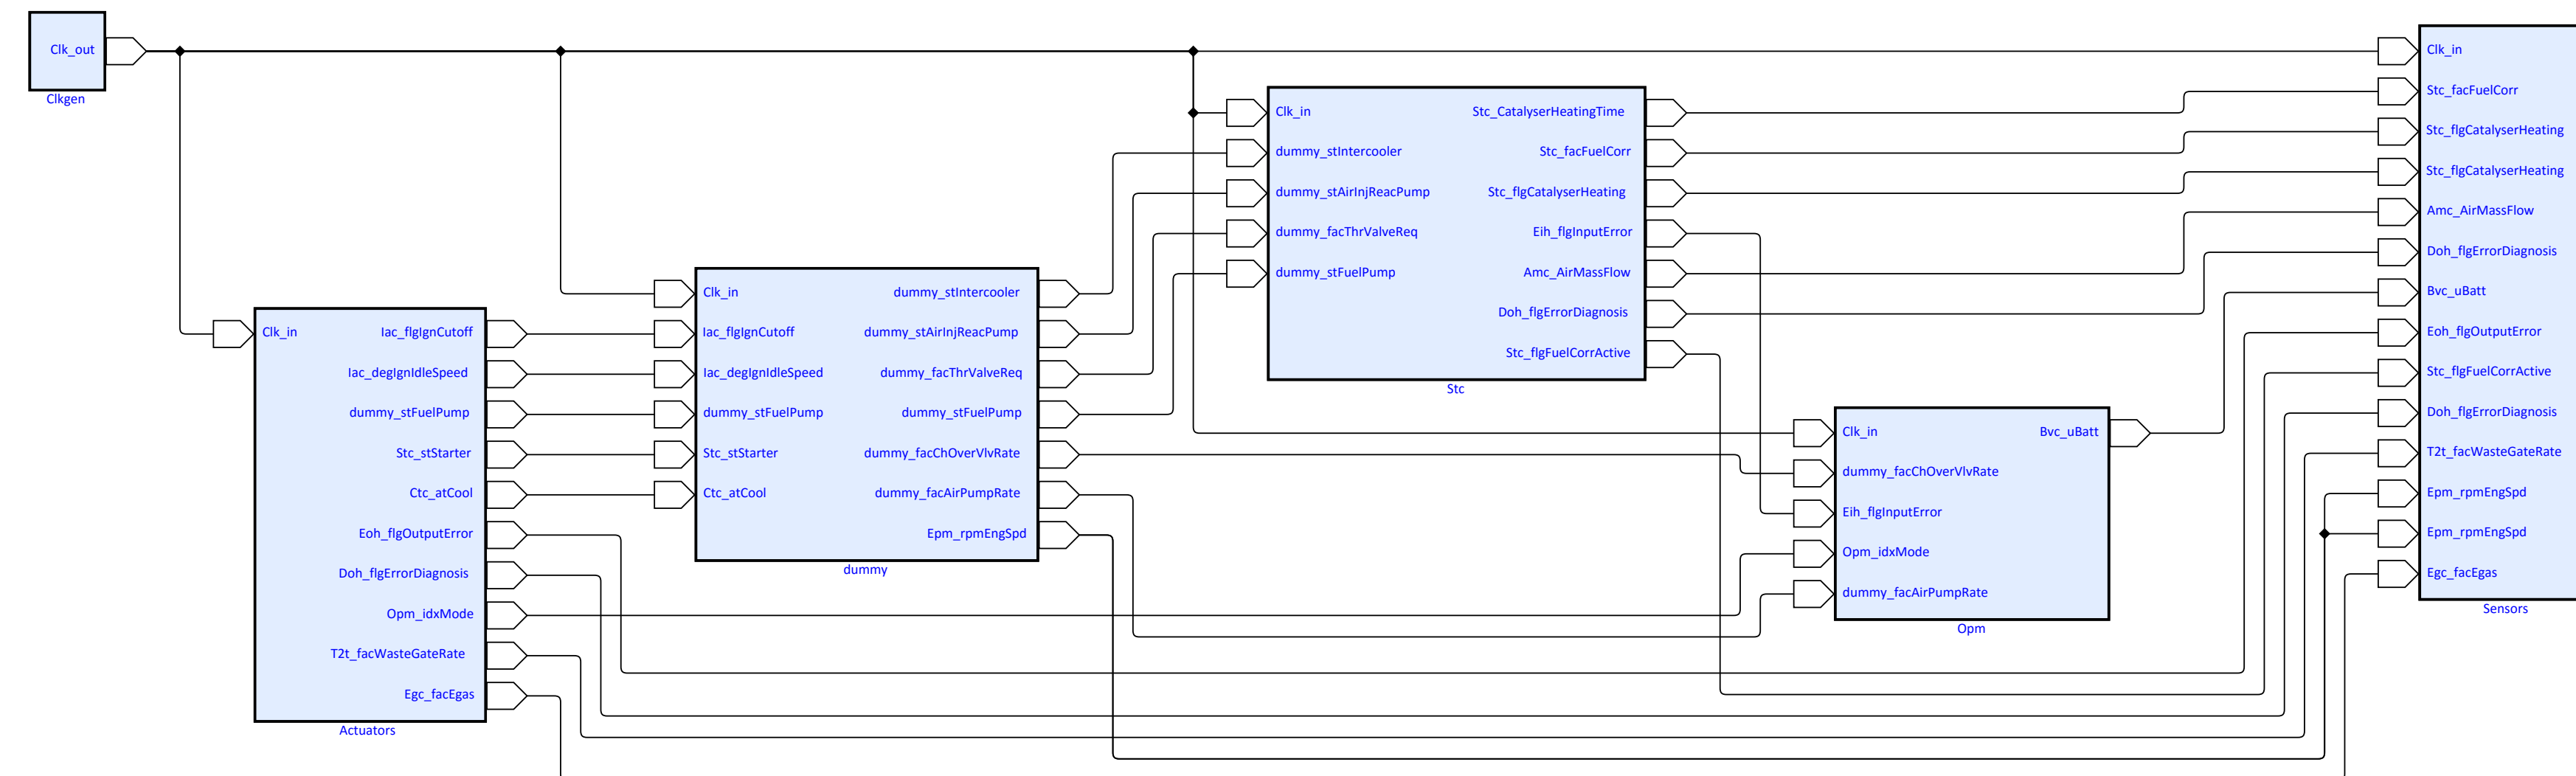 Clk_out
Clkgen
Clk_in
Iac_flgIgnCutoff
Iac_degIgnIdleSpeed
dummy_stFuelPump
Stc_stStarter
Ctc_atCool
Eoh_flgOutputError
Doh_flgErrorDiagnosis
Opm_idxMode
T2t_facWasteGateRate
Egc_facEgas
Actuators
Clk_in
Iac_flgIgnCutoff
Iac_degIgnIdleSpeed
dummy_stFuelPump
Stc_stStarter
Ctc_atCool
dummy_stIntercooler
dummy_stAirInjReacPump
dummy_facThrValveReq
dummy_stFuelPump
dummy_facChOverVlvRate
dummy_facAirPumpRate
Epm_rpmEngSpd
dummy
Clk_in
dummy_stIntercooler
dummy_stAirInjReacPump
dummy_facThrValveReq
dummy_stFuelPump
Stc_CatalyserHeatingTime
Stc_facFuelCorr
Stc_flgCatalyserHeating
Eih_flgInputError
Amc_AirMassFlow
Doh_flgErrorDiagnosis
Stc_flgFuelCorrActive
Stc
Clk_in
dummy_facChOverVlvRate
Eih_flgInputError
Opm_idxMode
dummy_facAirPumpRate
Bvc_uBatt
Opm
Clk_in
Stc_facFuelCorr
Stc_flgCatalyserHeating
Stc_flgCatalyserHeating
Amc_AirMassFlow
Doh_flgErrorDiagnosis
Bvc_uBatt
Eoh_flgOutputError
Stc_flgFuelCorrActive
Doh_flgErrorDiagnosis
T2t_facWasteGateRate
Epm_rpmEngSpd
Epm_rpmEngSpd
Egc_facEgas
Sensors